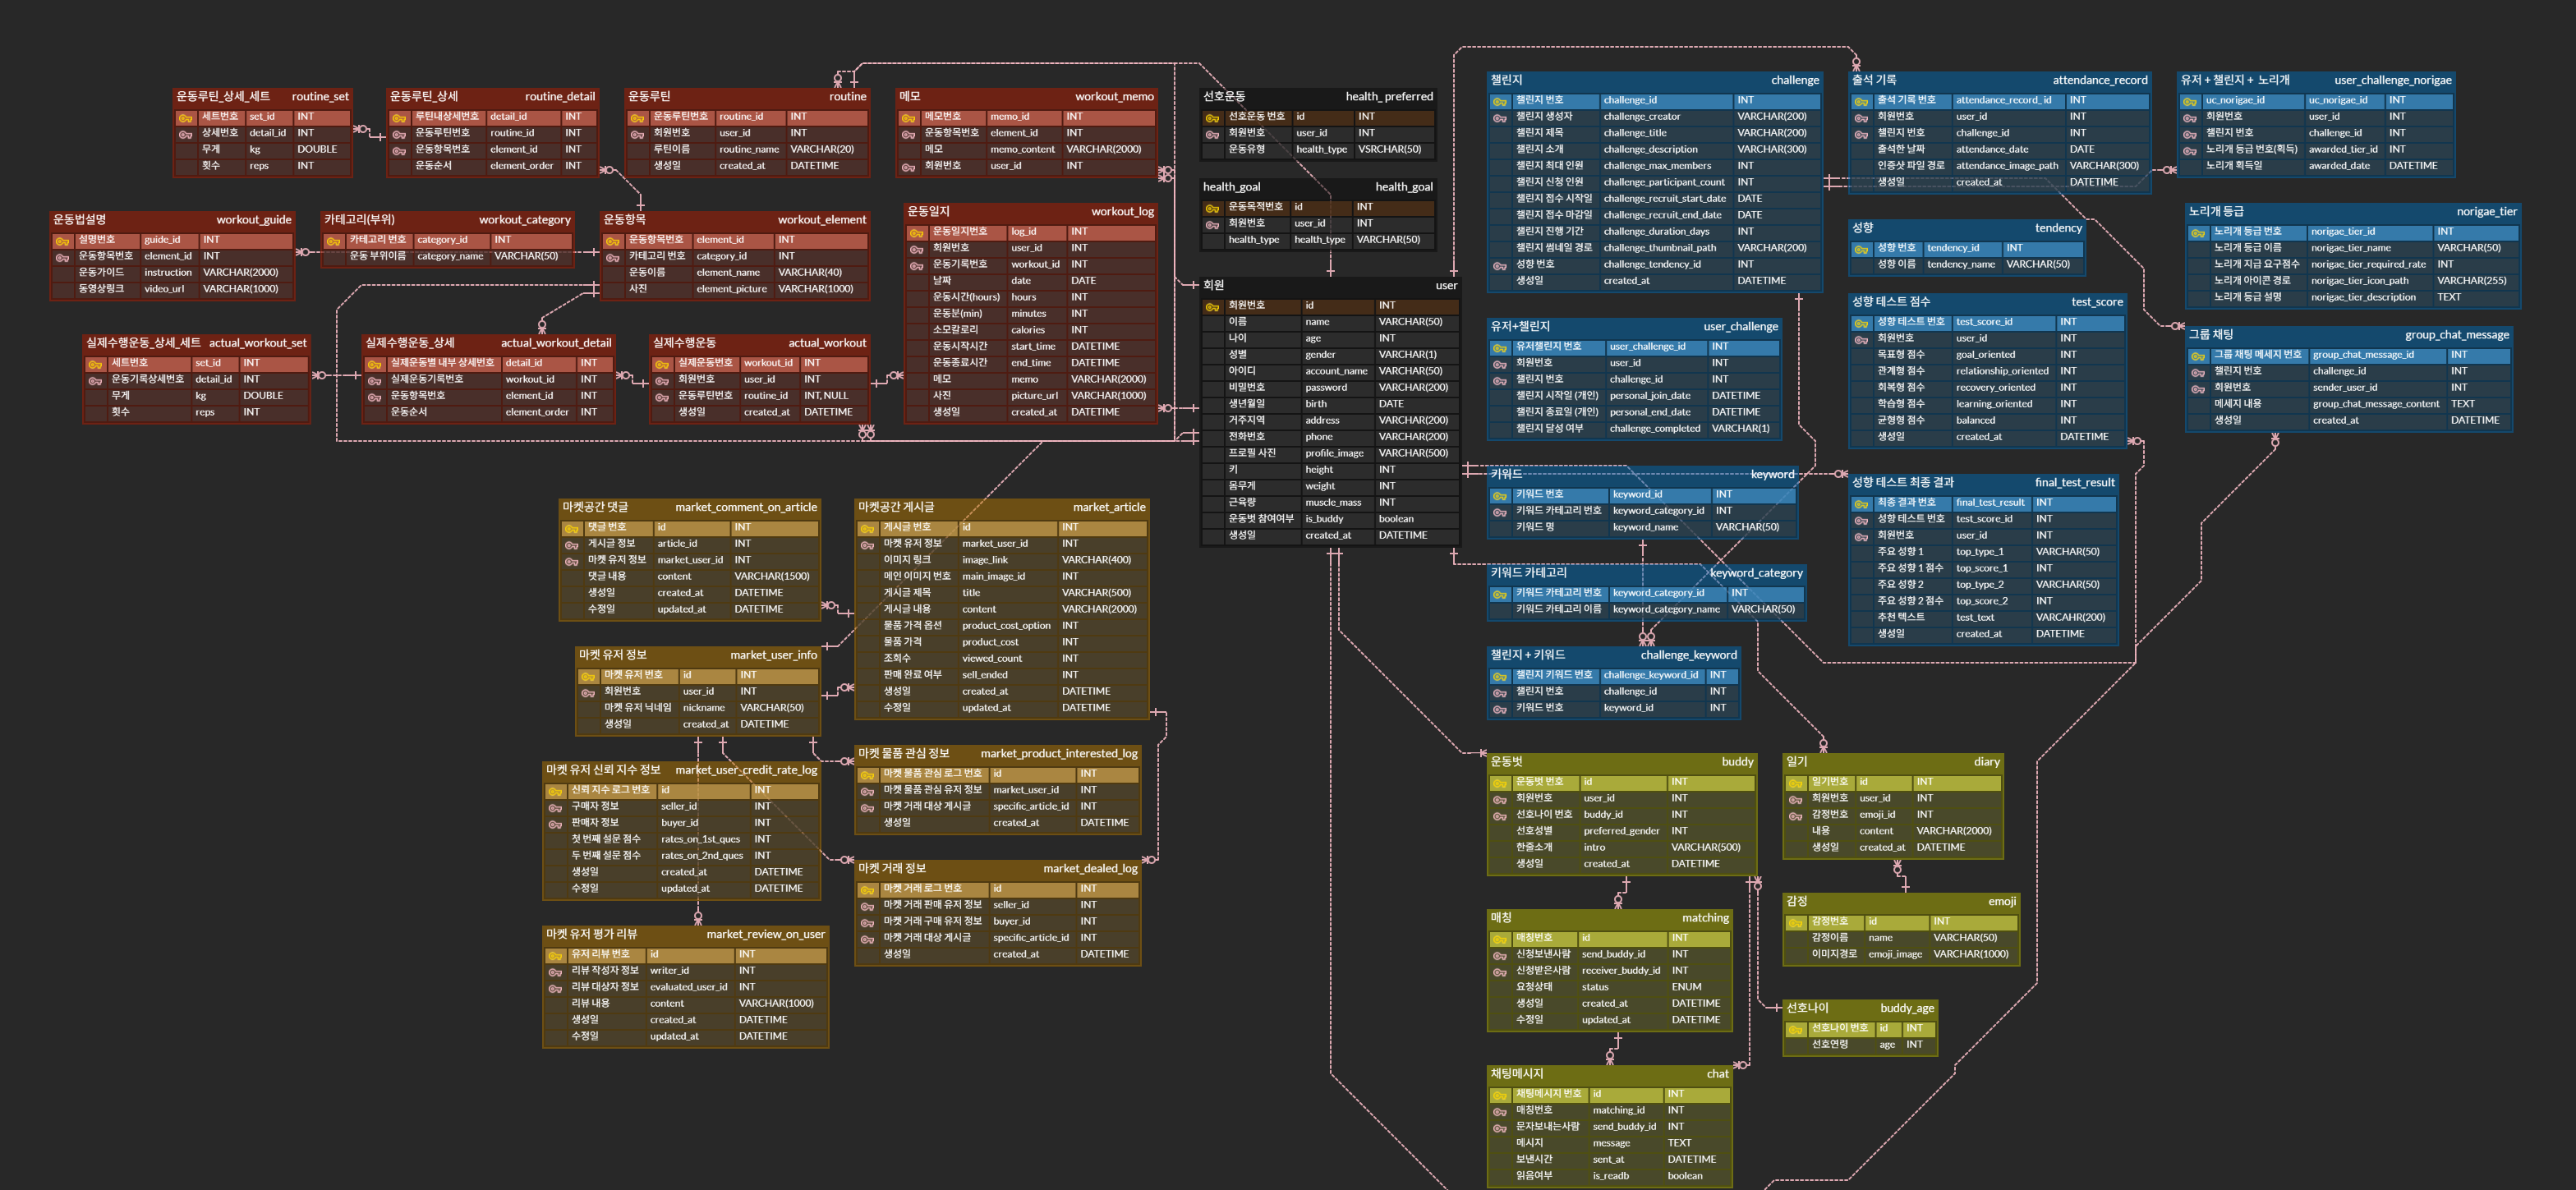 운동루틴_상세_세트 routine_set
세트번호 set_id INT
상세번호 detail_id INT
무게 kg DOUBLE
횟수 reps INT
운동루틴_상세 routine_detail
루틴내상세번호 detail_id INT
운동루틴번호 routine_id INT
운동항목번호 element_id INT
운동순서 element_order INT
운동루틴 routine
운동루틴번호 routine_id INT
회원번호 user_id INT
루틴이름 routine_name VARCHAR(20)
생성일 created_at DATETIME
메모 workout_memo
메모번호 memo_id INT
운동항목번호 element_id INT
메모 memo_content VARCHAR(2000)
회원번호 user_id INT
선호운동 health_ preferred
선호운동 번호 id INT
회원번호 user_id INT
운동유형 health_type VSRCHAR(50)
health_goal health_goal
운동목적번호 id INT
회원번호 user_id INT
health_type health_type VARCHAR(50)
운동법설명 workout_guide
설명번호 guide_id INT
운동항목번호 element_id INT
운동가이드 instruction VARCHAR(2000)
동영상링크 video_url VARCHAR(1000)
카테고리(부위) workout_category
카테고리 번호 category_id INT
운동 부위이름 category_name VARCHAR(50)
운동항목 workout_element
운동항목번호 element_id INT
카테고리 번호 category_id INT
운동이름 element_name VARCHAR(40)
사진 element_picture VARCHAR(1000)
운동일지 workout_log
운동일지번호 log_id INT
회원번호 user_id INT
운동기록번호 workout_id INT
날짜 date DATE
운동시간(hours) hours INT
운동분(min) minutes INT
소모칼로리 calories INT
운동시작시간 start_time DATETIME
운동종료시간 end_time DATETIME
메모 memo VARCHAR(2000)
사진 picture_url VARCHAR(1000)
생성일 created_at DATETIME
실제수행운동_상세_세트 actual_workout_set
세트번호 set_id INT
운동기록상세번호 detail_id INT
무게 kg DOUBLE
횟수 reps INT
실제수행운동_상세 actual_workout_detail
실제운동별 내부 상세번호 detail_id INT
실제운동기록번호 workout_id INT
운동항목번호 element_id INT
운동순서 element_order INT
실제수행운동 actual_workout
실제운동번호 workout_id INT
회원번호 user_id INT
운동루틴번호 routine_id INT, NULL
생성일 created_at DATETIME
회원 user
회원번호 id INT
이름 name VARCHAR(50)
나이 age INT
성별 gender VARCHAR(1)
아이디 account_name VARCHAR(50)
비밀번호 password VARCHAR(200)
생년월일 birth DATE
거주지역 address VARCHAR(200)
전화번호 phone VARCHAR(200)
프로필 사진 profile_image VARCHAR(500)
키 height INT
몸무게 weight INT
근육량 muscle_mass INT
운동벗 참여여부 is_buddy boolean
생성일 created_at DATETIME
챌린지 challenge
챌린지 번호 challenge_id INT
챌린지 생성자 challenge_creator VARCHAR(200)
챌린지 제목 challenge_title VARCHAR(200)
챌린지 소개 challenge_description VARCHAR(300)
챌린지 최대 인원 challenge_max_members INT
챌린지 신청 인원 challenge_participant_count INT
챌린지 접수 시작일 challenge_recruit_start_date DATE
챌린지 접수 마감일 challenge_recruit_end_date DATE
챌린지 진행 기간 challenge_duration_days INT
챌린지 썸네일 경로 challenge_thumbnail_path VARCHAR(200)
성향 번호 challenge_tendency_id INT
생성일 created_at DATETIME
출석 기록 attendance_record
출석 기록 번호 attendance_record_ id INT
회원번호 user_id INT
챌린지 번호 challenge_id INT
출석한 날짜 attendance_date DATE
인증샷 파일 경로 attendance_image_path VARCHAR(300)
생성일 created_at DATETIME
유저 + 챌린지 + 노리개 user_challenge_norigae
uc_norigae_id uc_norigae_id INT
회원번호 user_id INT
챌린지 번호 challenge_id INT
노리개 등급 번호(획득) awarded_tier_id INT
노리개 획득일 awarded_date DATETIME
노리개 등급 norigae_tier
노리개 등급 번호 norigae_tier_id INT
노리개 등급 이름 norigae_tier_name VARCHAR(50)
노리개 지급 요구점수 norigae_tier_required_rate INT
노리개 아이콘 경로 norigae_tier_icon_path VARCHAR(255)
노리개 등급 설명 norigae_tier_description TEXT
성향 tendency
성향 번호 tendency_id INT
성향 이름 tendency_name VARCHAR(50)
성향 테스트 점수 test_score
성향 테스트 번호 test_score_id INT
회원번호 user_id INT
목표형 점수 goal_oriented INT
관계형 점수 relationship_oriented INT
회복형 점수 recovery_oriented INT
학습형 점수 learning_oriented INT
균형형 점수 balanced INT
생성일 created_at DATETIME
그룹 채팅 group_chat_message
그룹 채팅 메세지 번호 group_chat_message_id INT
챌린지 번호 challenge_id INT
회원번호 sender_user_id INT
메세지 내용 group_chat_message_content TEXT
생성일 created_at DATETIME
유저+챌린지 user_challenge
유저챌린지 번호 user_challenge_id INT
회원번호 user_id INT
챌린지 번호 challenge_id INT
챌린지 시작일 (개인) personal_join_date DATETIME
챌린지 종료일 (개인) personal_end_date DATETIME
챌린지 달성 여부 challenge_completed VARCHAR(1)
키워드 keyword
키워드 번호 keyword_id INT
키워드 카테고리 번호 keyword_category_id INT
키워드 명 keyword_name VARCHAR(50)
성향 테스트 최종 결과 final_test_result
최종 결과 번호 final_test_result INT
성향 테스트 번호 test_score_id INT
회원번호 user_id INT
주요 성향 1 top_type_1 VARCHAR(50)
주요 성향 1 점수 top_score_1 INT
주요 성향 2 top_type_2 VARCHAR(50)
주요 성향 2 점수 top_score_2 INT
추천 텍스트 test_text VARCAHR(200)
생성일 created_at DATETIME
키워드 카테고리 keyword_category
키워드 카테고리 번호 keyword_category_id INT
키워드 카테고리 이름 keyword_category_name VARCHAR(50)
챌린지 + 키워드 challenge_keyword
챌린지 키워드 번호 challenge_keyword_id INT
챌린지 번호 challenge_id INT
키워드 번호 keyword_id INT
마켓공간 댓글 market_comment_on_article
댓글 번호 id INT
게시글 정보 article_id INT
마켓 유저 정보 market_user_id INT
댓글 내용 content VARCHAR(1500)
생성일 created_at DATETIME
수정일 updated_at DATETIME
마켓공간 게시글 market_article
게시글 번호 id INT
마켓 유저 정보 market_user_id INT
이미지 링크 image_link VARCHAR(400)
메인 이미지 번호 main_image_id INT
게시글 제목 title VARCHAR(500)
게시글 내용 content VARCHAR(2000)
물품 가격 옵션 product_cost_option INT
물품 가격 product_cost INT
조회수 viewed_count INT
판매 완료 여부 sell_ended INT
생성일 created_at DATETIME
수정일 updated_at DATETIME
마켓 유저 정보 market_user_info
마켓 유저 번호 id INT
회원번호 user_id INT
마켓 유저 닉네임 nickname VARCHAR(50)
생성일 created_at DATETIME
마켓 유저 신뢰 지수 정보 market_user_credit_rate_log
신뢰 지수 로그 번호 id INT
구매자 정보 seller_id INT
판매자 정보 buyer_id INT
첫 번째 설문 점수 rates_on_1st_ques INT
두 번째 설문 점수 rates_on_2nd_ques INT
생성일 created_at DATETIME
수정일 updated_at DATETIME
마켓 물품 관심 정보 market_product_interested_log
마켓 물품 관심 로그 번호 id INT
마켓 물품 관심 유저 정보 market_user_id INT
마켓 거래 대상 게시글 specific_article_id INT
생성일 created_at DATETIME
마켓 거래 정보 market_dealed_log
마켓 거래 로그 번호 id INT
마켓 거래 판매 유저 정보 seller_id INT
마켓 거래 구매 유저 정보 buyer_id INT
마켓 거래 대상 게시글 specific_article_id INT
생성일 created_at DATETIME
마켓 유저 평가 리뷰 market_review_on_user
유저 리뷰 번호 id INT
리뷰 작성자 정보 writer_id INT
리뷰 대상자 정보 evaluated_user_id INT
리뷰 내용 content VARCHAR(1000)
생성일 created_at DATETIME
수정일 updated_at DATETIME
운동벗 buddy
운동벗 번호 id INT
회원번호 user_id INT
선호나이 번호 buddy_id INT
선호성별 preferred_gender INT
한줄소개 intro VARCHAR(500)
생성일 created_at DATETIME
일기 diary
일기번호 id INT
회원번호 user_id INT
감정번호 emoji_id INT
내용 content VARCHAR(2000)
생성일 created_at DATETIME
매칭 matching
매칭번호 id INT
신청보낸사람 send_buddy_id INT
신청받은사람 receiver_buddy_id INT
요청상태 status ENUM
생성일 created_at DATETIME
수정일 updated_at DATETIME
감정 emoji
감정번호 id INT
감정이름 name VARCHAR(50)
이미지경로 emoji_image VARCHAR(1000)
선호나이 buddy_age
선호나이 번호 id INT
선호연령 age INT
채팅메시지 chat
채팅메시지 번호 id INT
매칭번호 matching_id INT
문자보내는사람 send_buddy_id INT
메시지 message TEXT
보낸시간 sent_at DATETIME
읽음여부 is_readb boolean